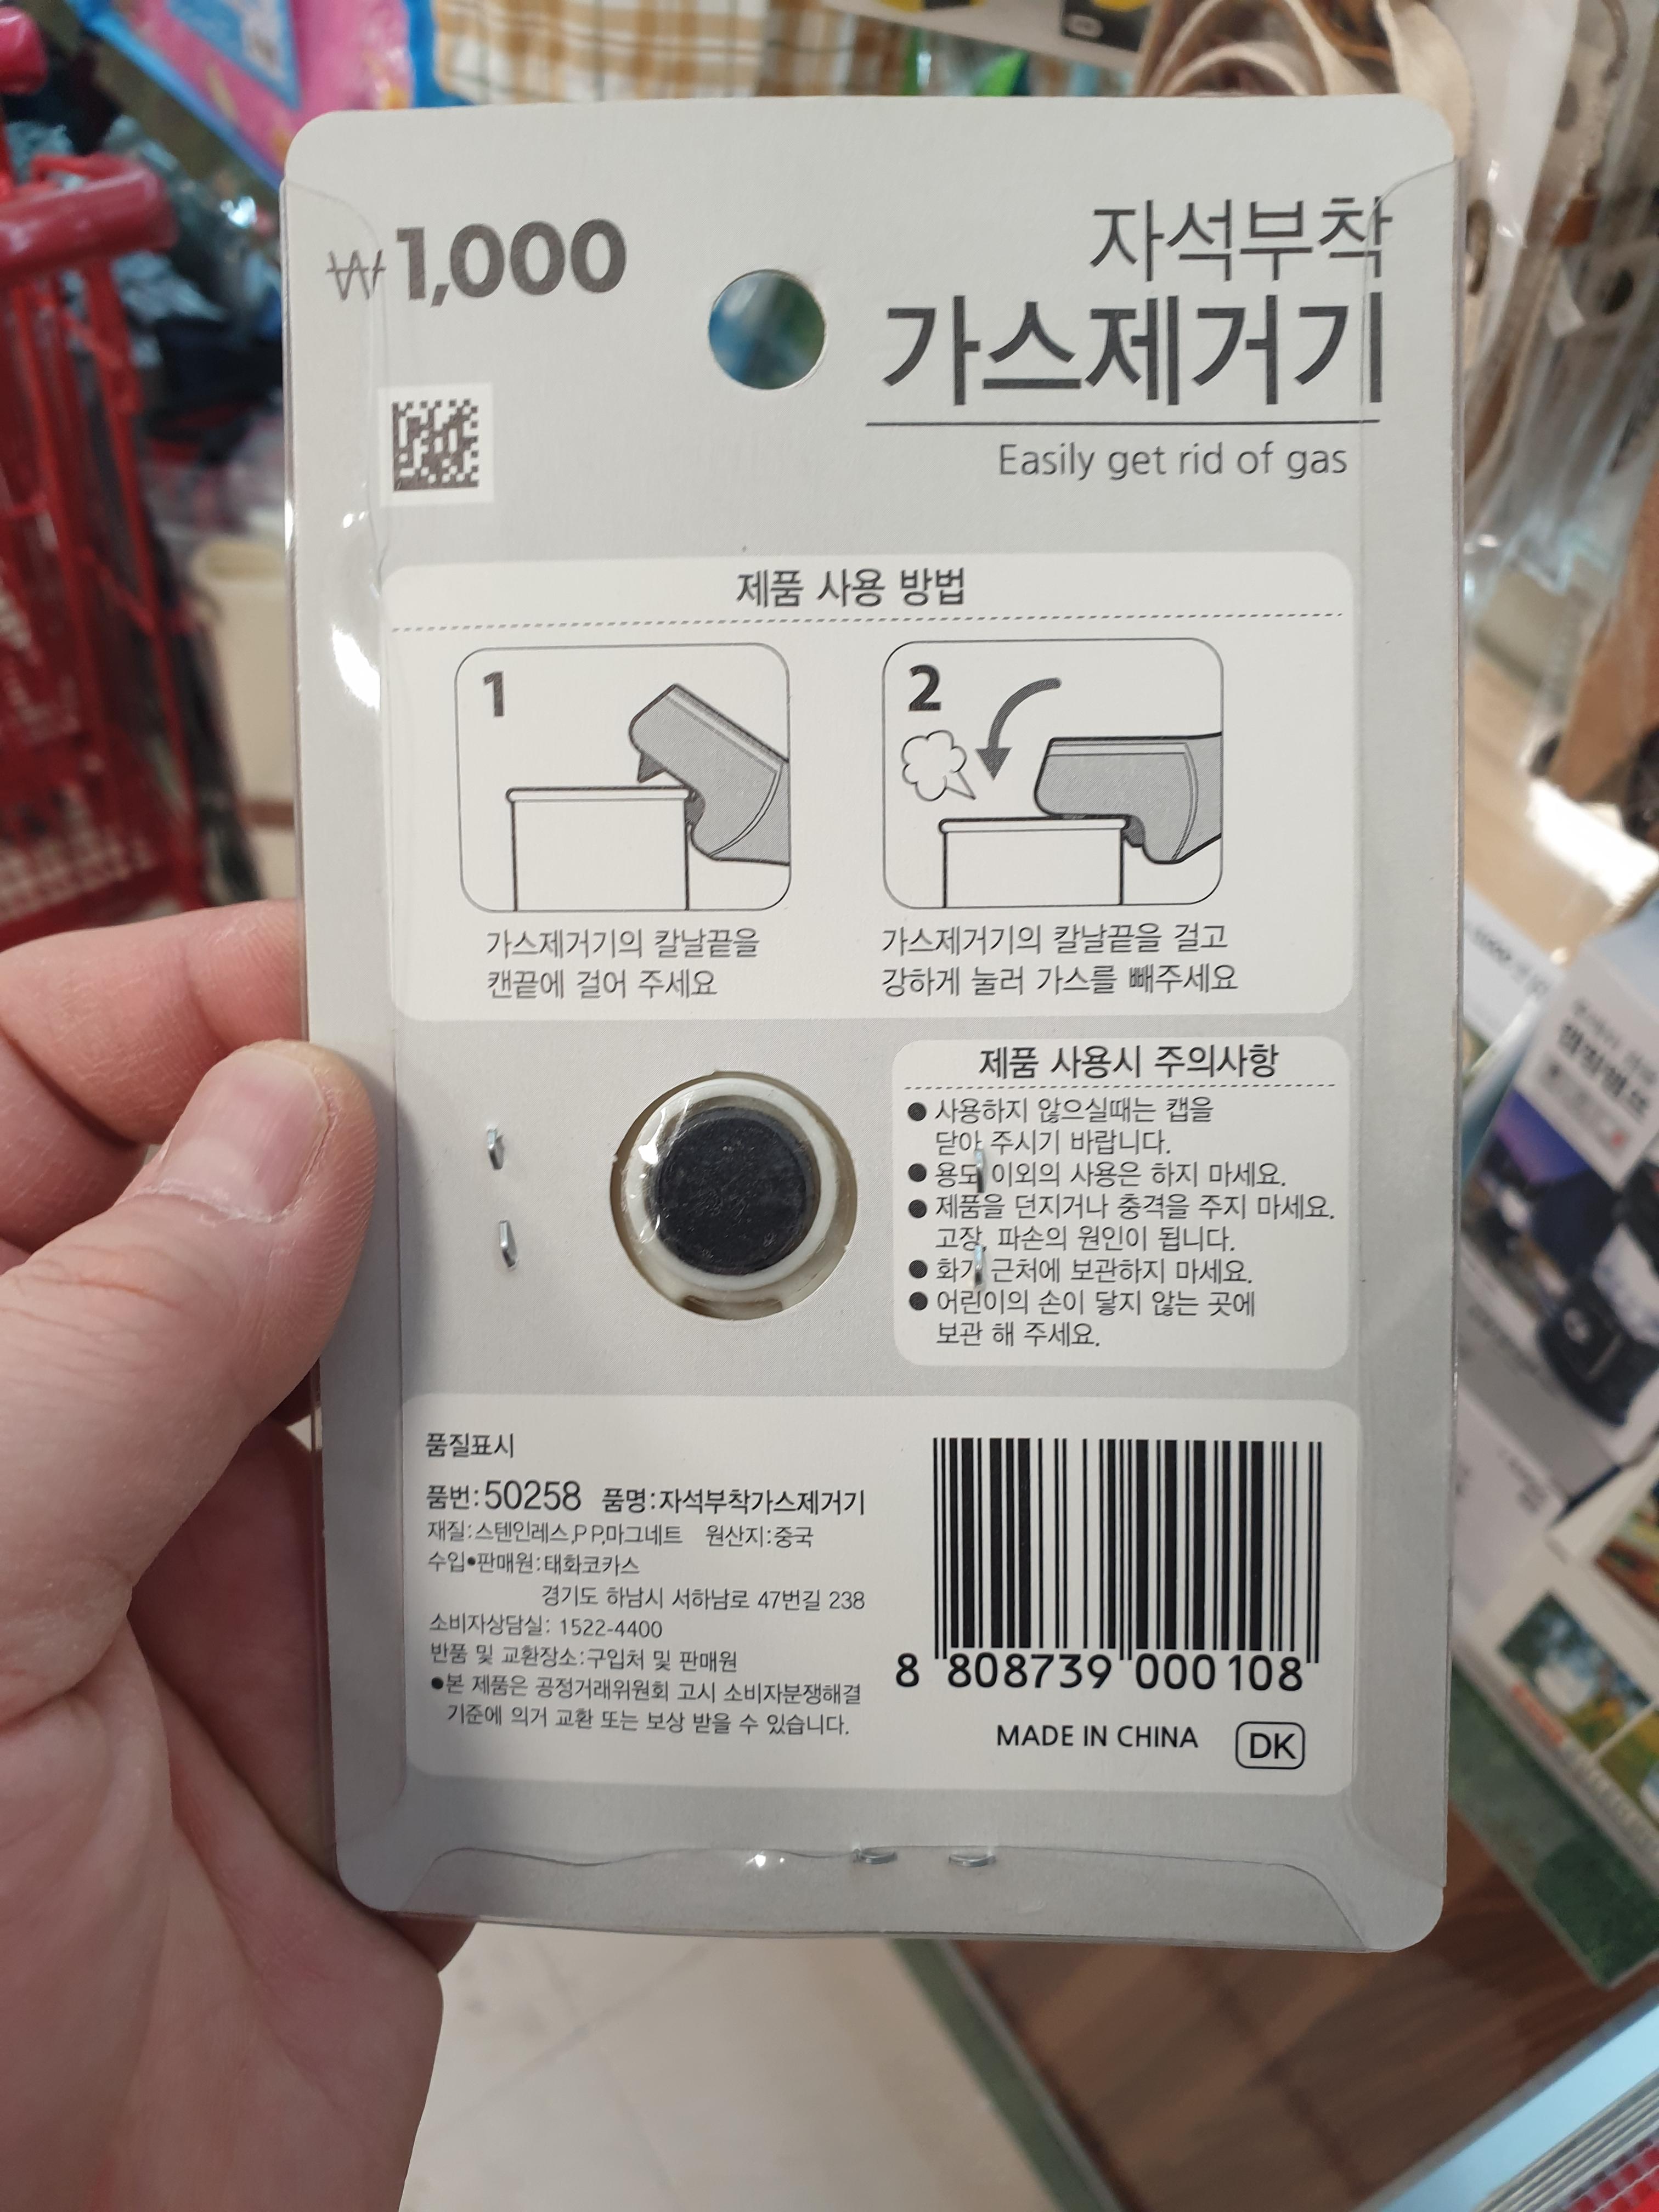 ₩1,000
자석부착
가스제거기
Easily get rid of gas
제품 사용 방법
1
가스제거기의 칼날끝을
캔끝에 걸어 주세요
2
가스제거기의 칼날끝을 걸고
강하게 눌러 가스를 빼주세요
제품 사용시 주의사항
● 사용하지 않으실때는 캡을
닫아 주시기 바랍니다.
● 용도 이외의 사용은 하지 마세요.
● 제품을 던지거나 충격을 주지 마세요.
고장, 파손의 원인이 됩니다.
● 화기 근처에 보관하지 마세요.
● 어린이의 손이 닿지 않는 곳에
보관 해 주세요.
품질표시
품번:50258 품명:자석부착가스제거기
재질:스텐인레스,PP,마그네트 원산지:중국
수입•판매원:태화코카스
경기도 하남시 서하남로 47번길 238
소비자상담실: 1522-4400
반품 및 교환장소:구입처 및 판매원
●본 제품은 공정거래위원회 고시 소비자분쟁해결
기준에 의거 교환 또는 보상 받을 수 있습니다.
8 808739 000108
MADE IN CHINA DK